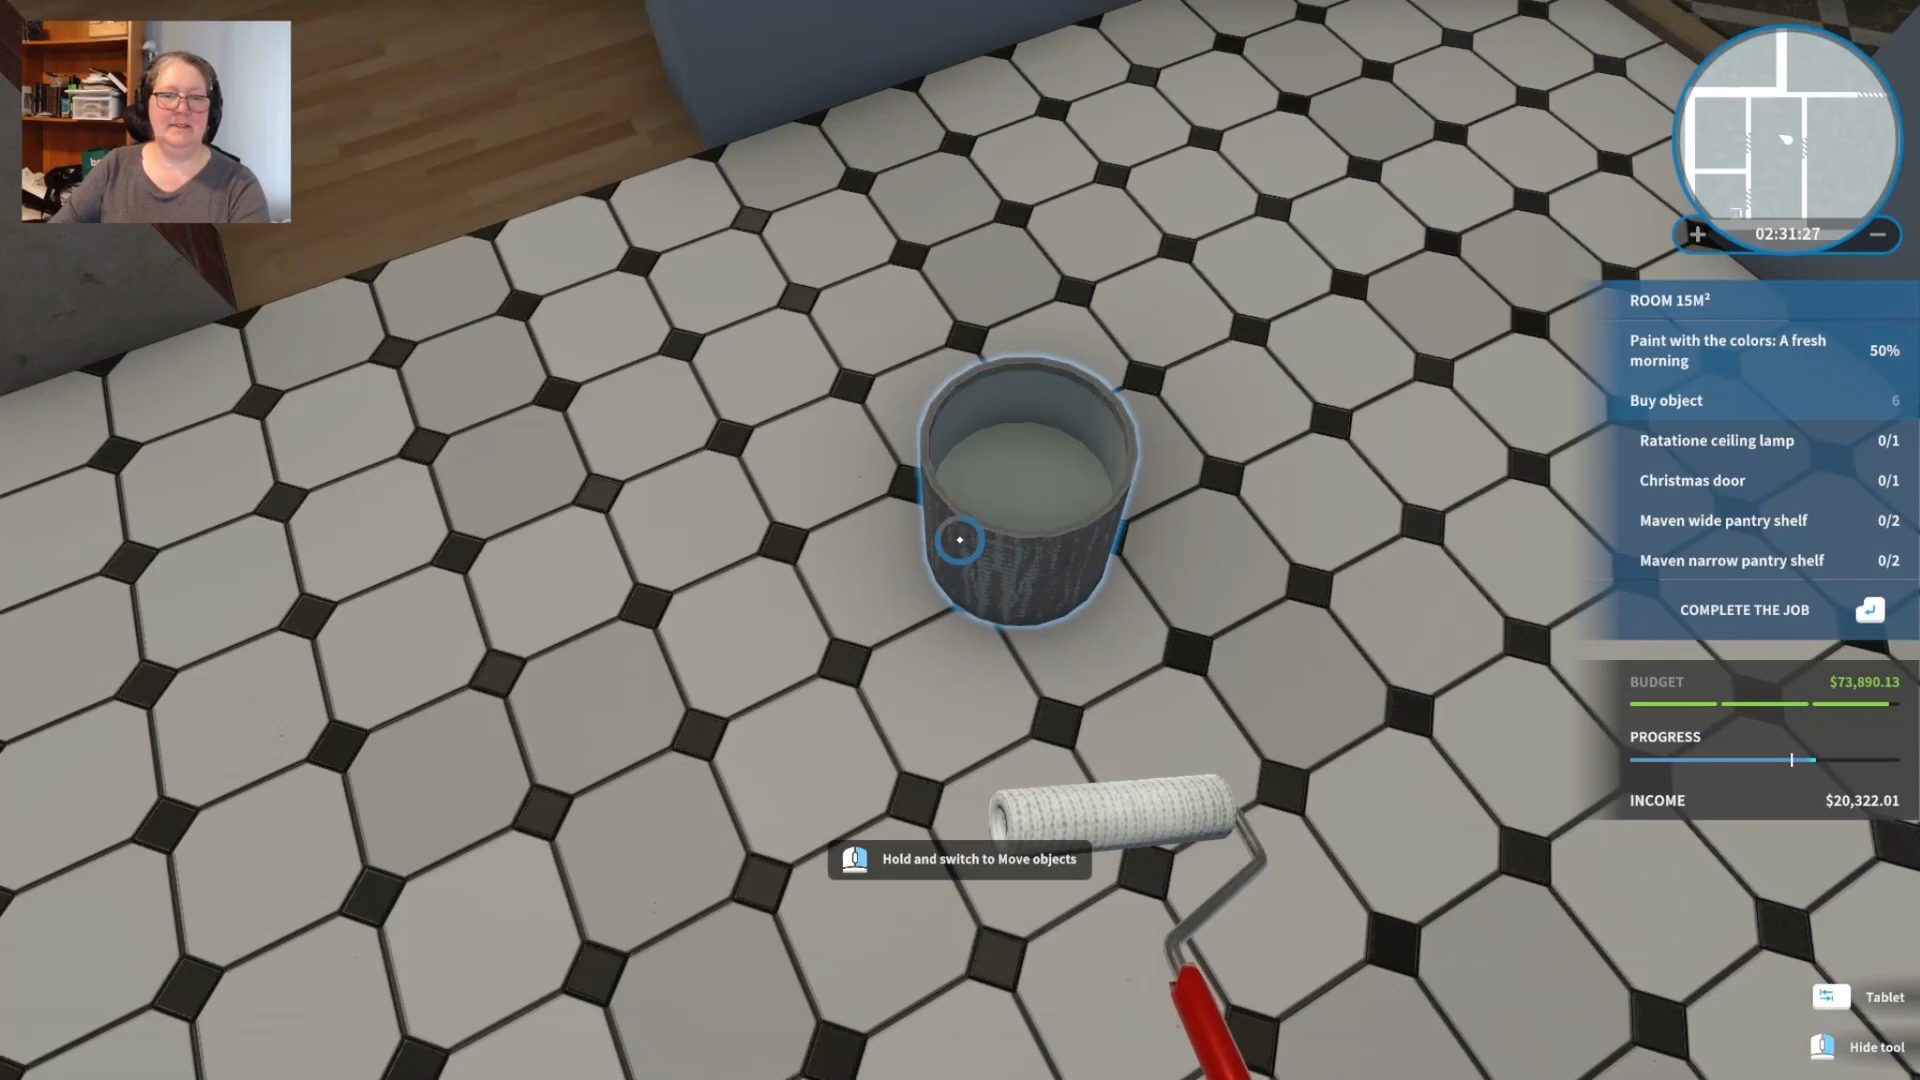 02:31:27
ROOM 15M²
Paint with the colors: A fresh
morning
50%
Buy object 6
Ratatione ceiling lamp 0/1
Christmas door 0/1
Maven wide pantry shelf 0/2
Maven narrow pantry shelf 0/2
COMPLETE THE JOB
BUDGET $73,890.13
PROGRESS
INCOME $20,322.01
Hold and switch to Move objects
Tablet
Hide tool